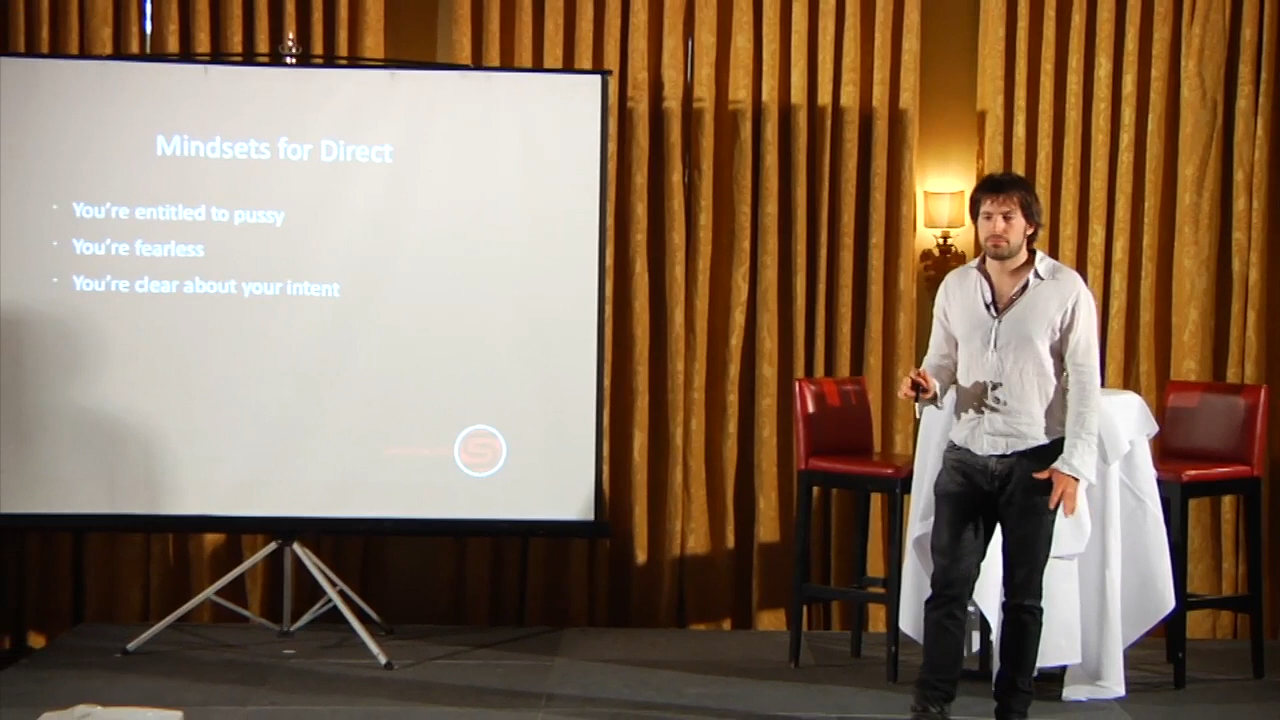 Mindsets for Direct
· You're entitled to pussy
· You're fearless
· You're clear about your intent
S